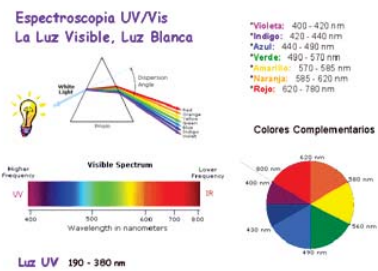 Espectroscopia UV/Vis
La Luz Visible, Luz Blanca
*Violeta: 400 - 420 nm
*Indigo: 420 - 440 nm
*Azul: 440 - 490 nm
*Verde: 490 - 570 nm
*Amarillo: 570 - 585 nm
*Naranja: 585 - 620 nm
*Rojo: 620 - 780 nm
White
Light
Dispersion
Angle
Red
Orange
Yellow
Green
Blue
Indigo
Violet
Prism
Colores Complementarios
620 nm
800 nm
400 nm
580 nm
560 nm
430 nm
490 nm
Higher
Frequency
Visible Spectrum
Lower
Frequency
UV
IR
400
500
600
700
800
Wavelength in nanometers
Luz UV 190 - 380 nm